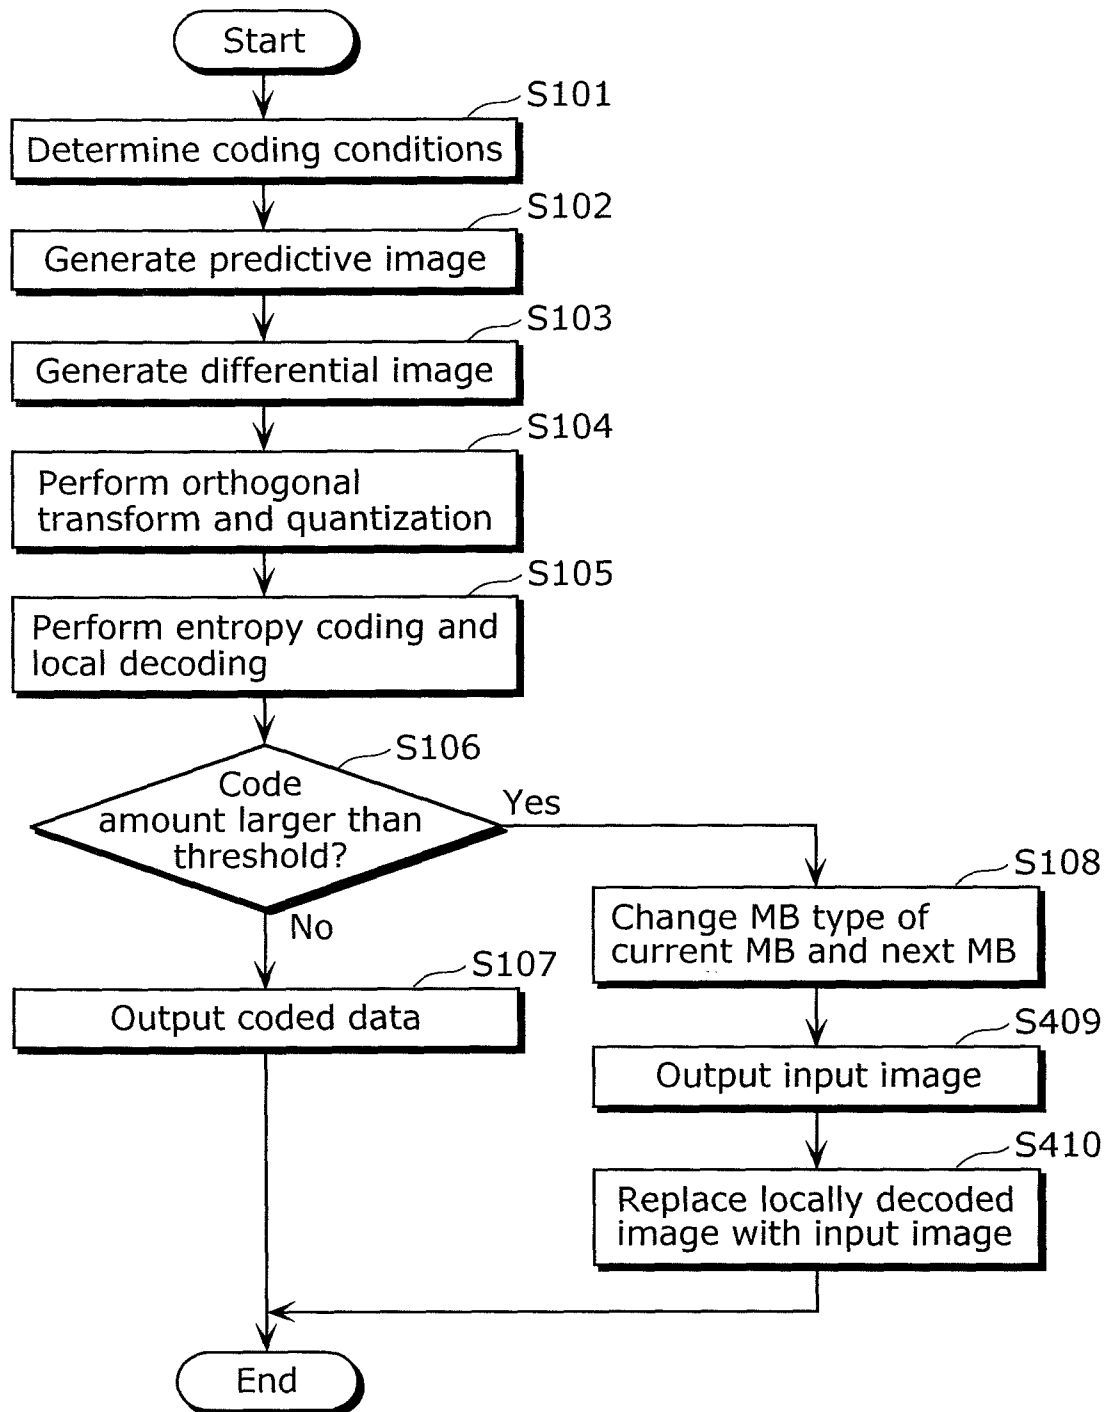 Start
S101
Determine coding conditions
S102
Generate predictive image
S103
Generate differential image
S104
Perform orthogonal
transform and quantization
S105
Perform entropy coding and
local decoding
S106
Code
amount larger than
threshold?
Yes
No
S108
Change MB type of
current MB and next MB
S107
Output coded data
S409
Output input image
S410
Replace locally decoded
image with input image
End